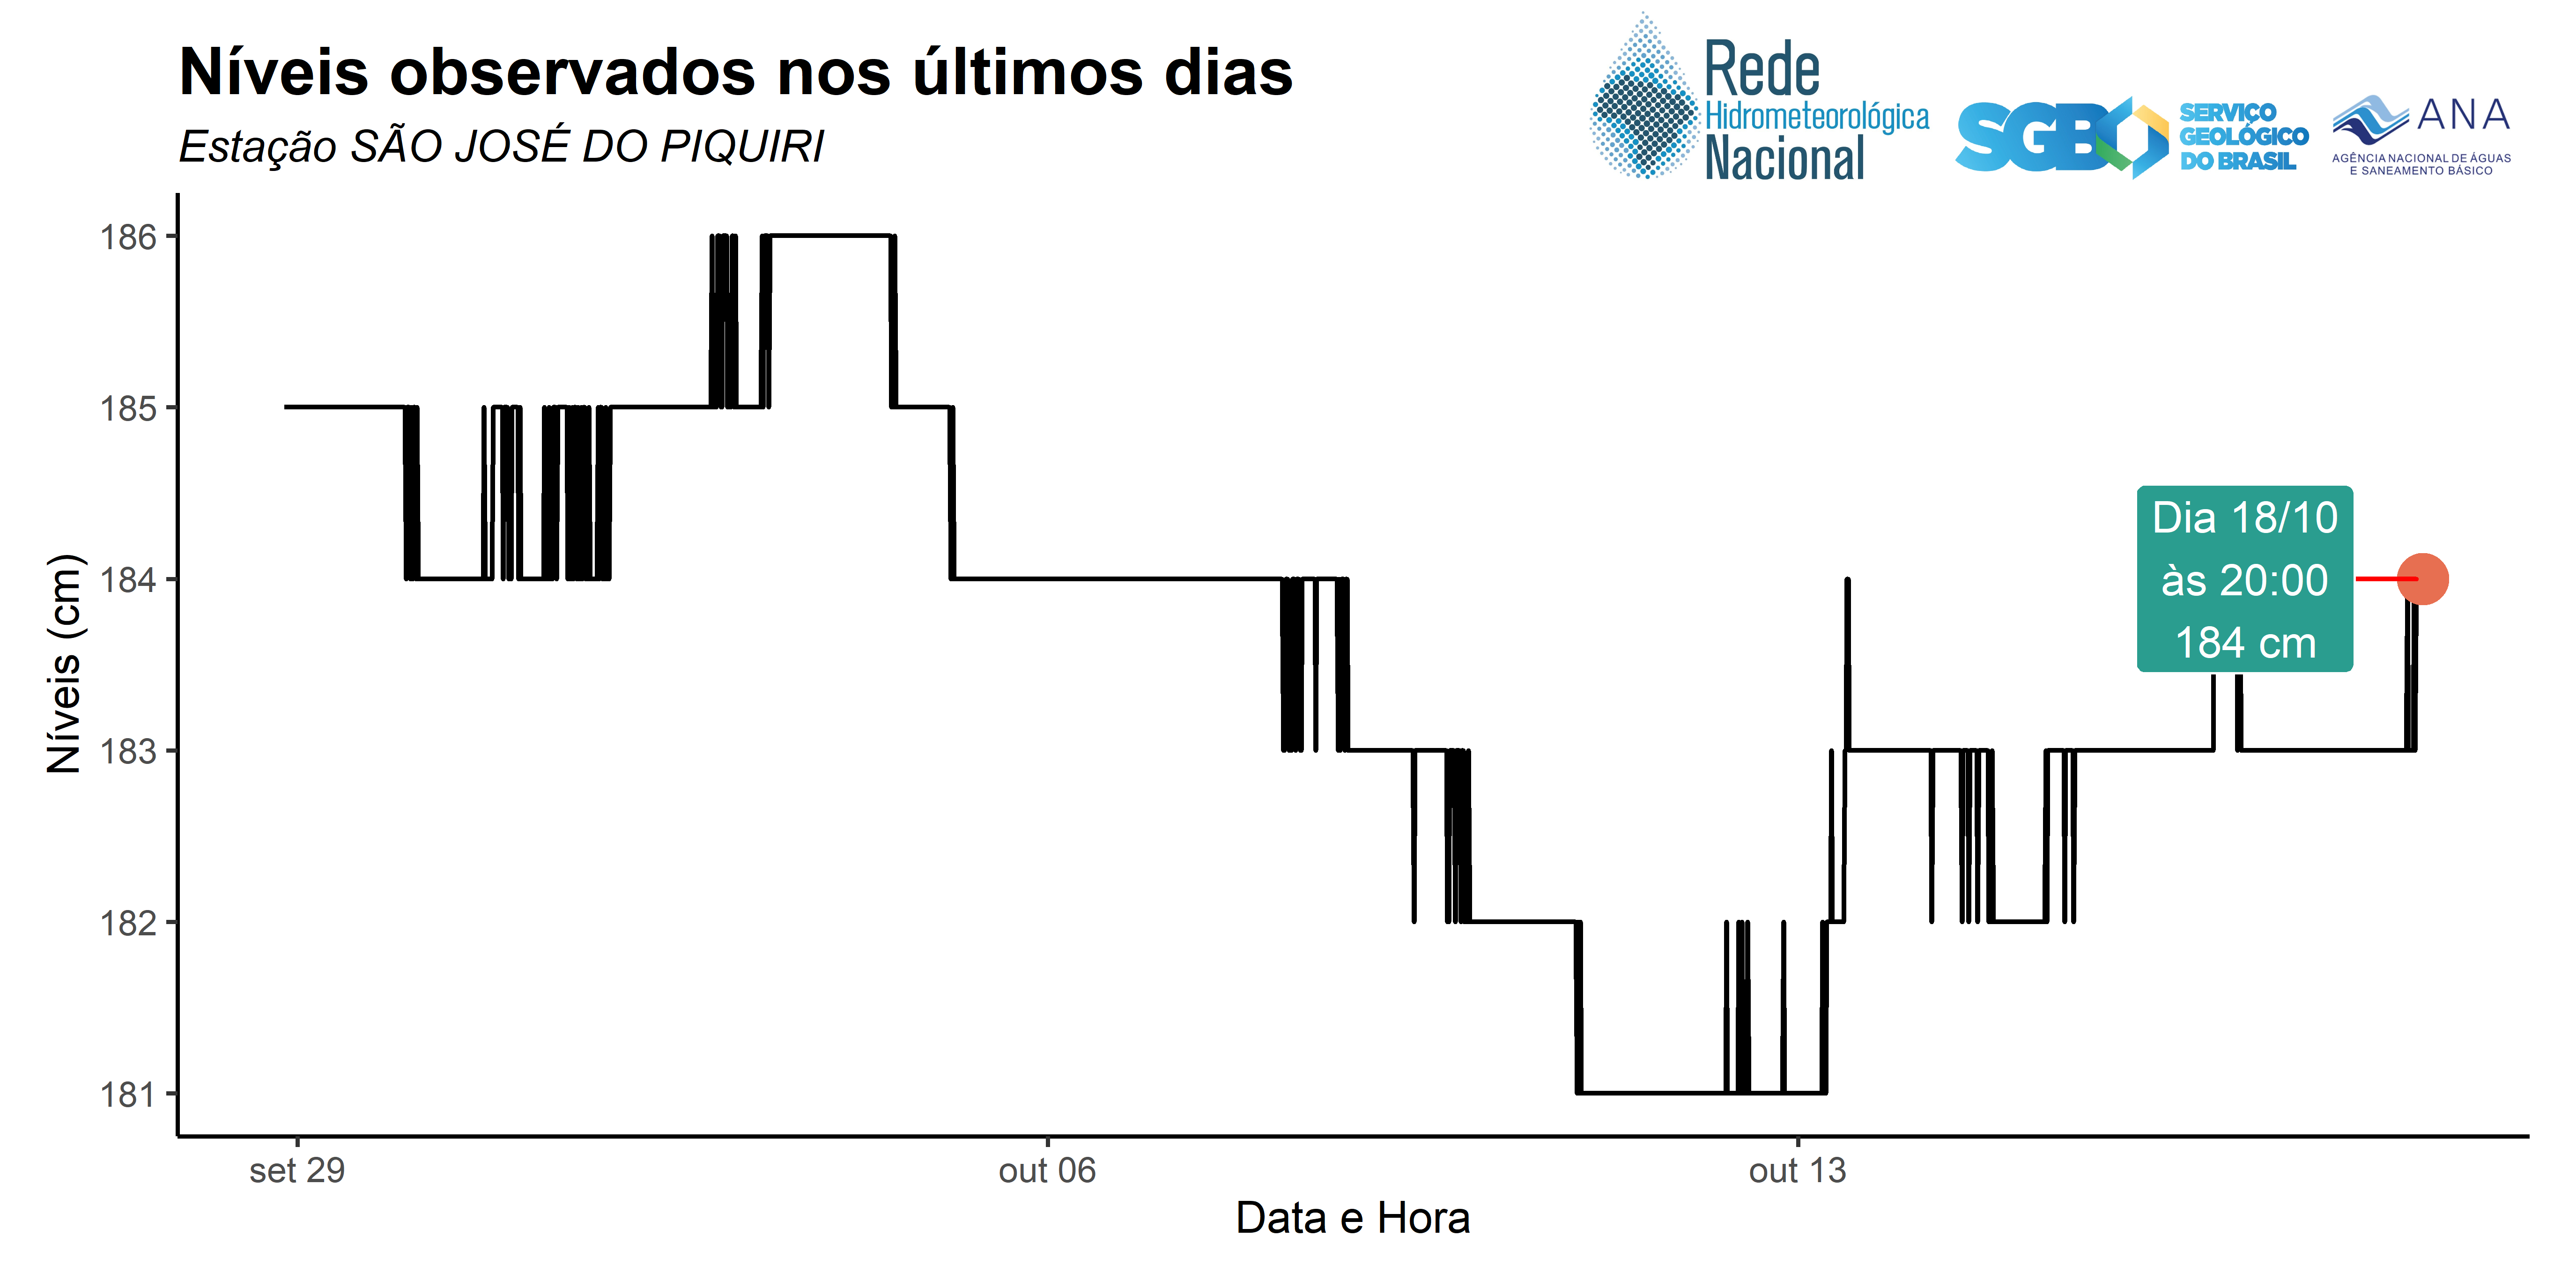 Níveis observados nos últimos dias
Estação SÃO JOSÉ DO PIQUIRI
Rede
Hidrometeorológica
Nacional
SGB
SERVIÇO
GEOLÓGICO
DO BRASIL
ANA
AGÊNCIA NACIONAL DE ÁGUAS
E SANEAMENTO BÁSICO
Níveis (cm)
186
185
184
183
182
181
Dia 18/10
às 20:00
184 cm
set 29
out 06
out 13
Data e Hora